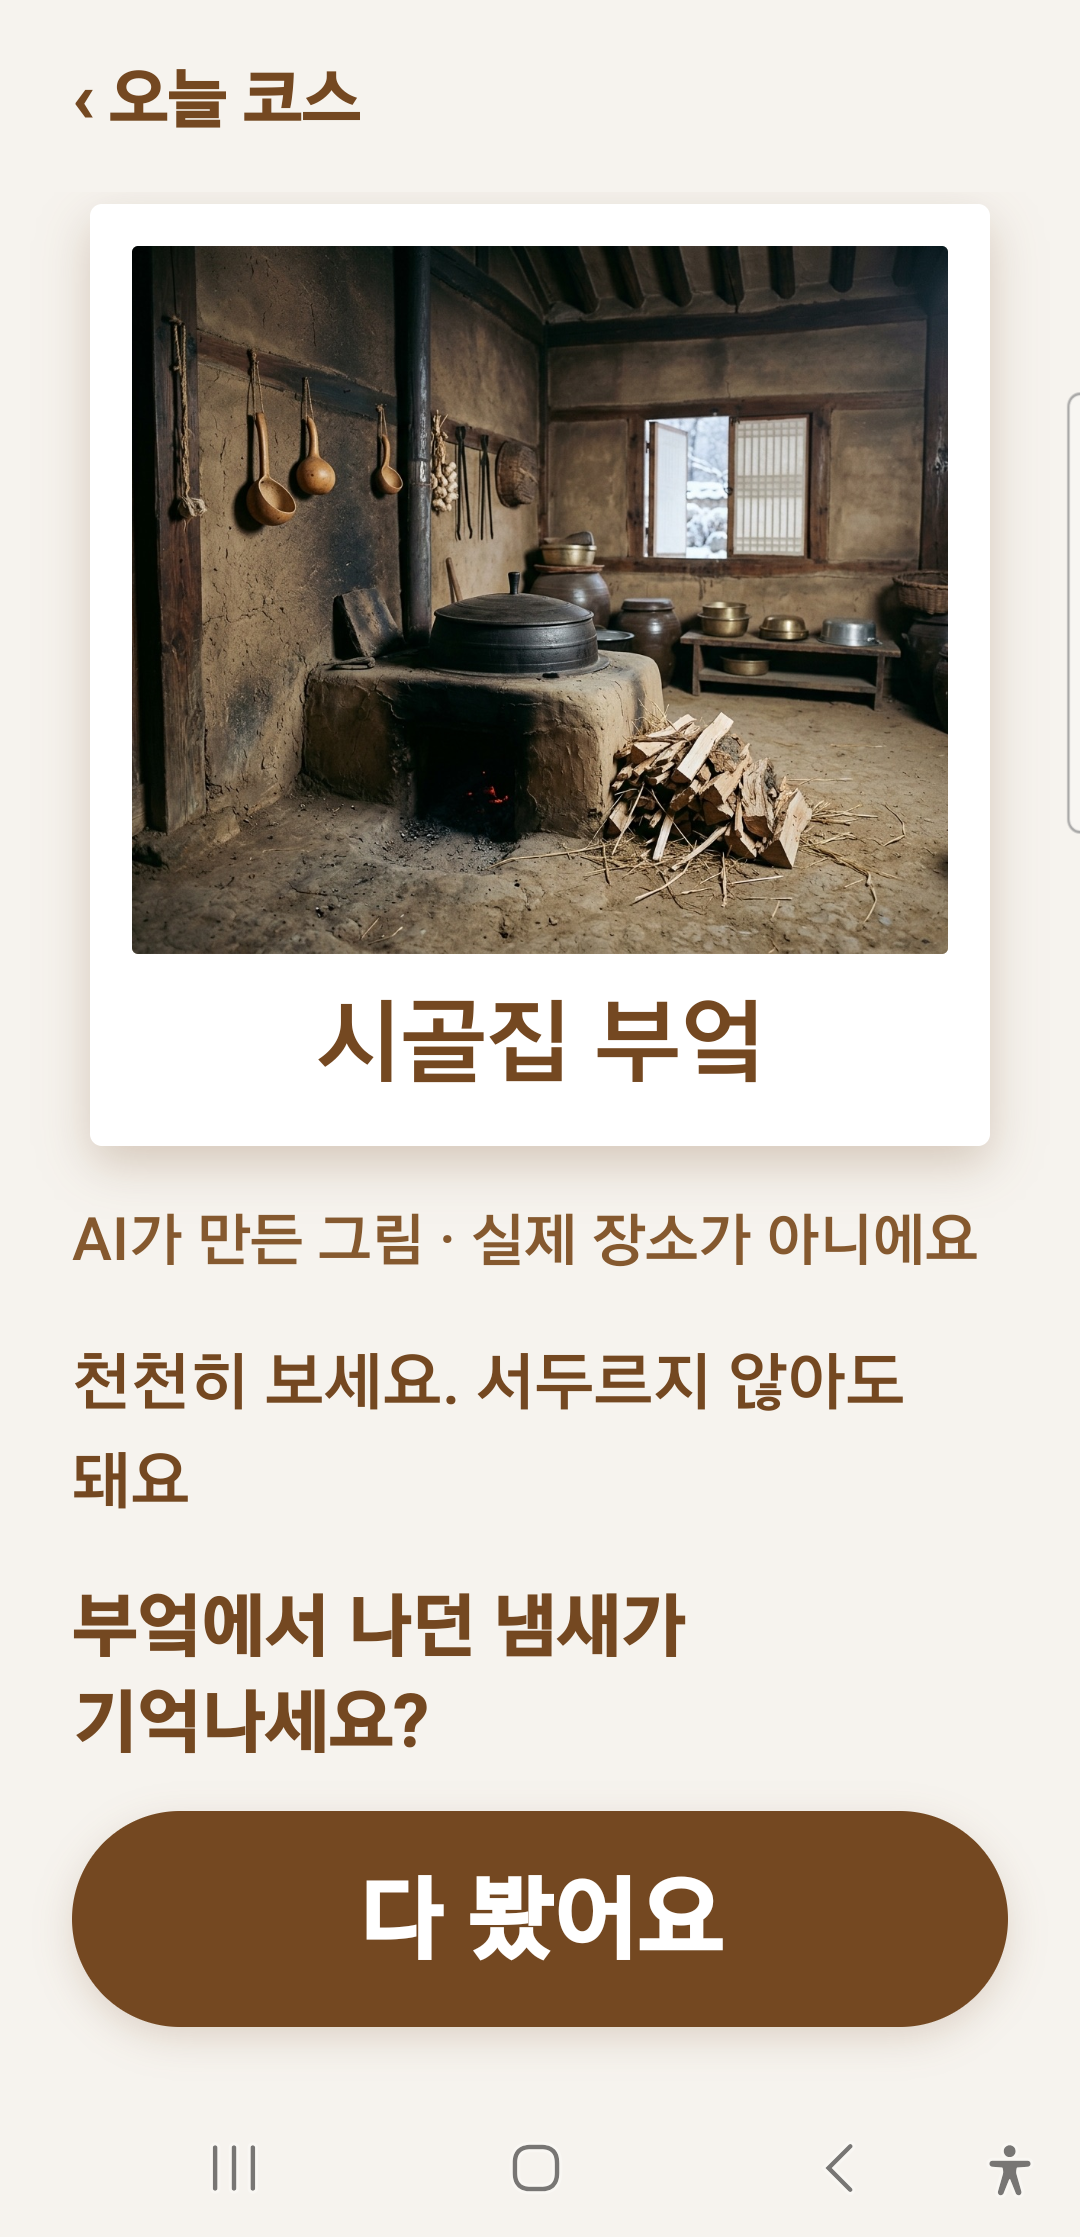 ‹ 오늘 코스
시골집 부엌
AI가 만든 그림 · 실제 장소가 아니에요
천천히 보세요. 서두르지 않아도
돼요
부엌에서 나던 냄새가
기억나세요?
다 봤어요